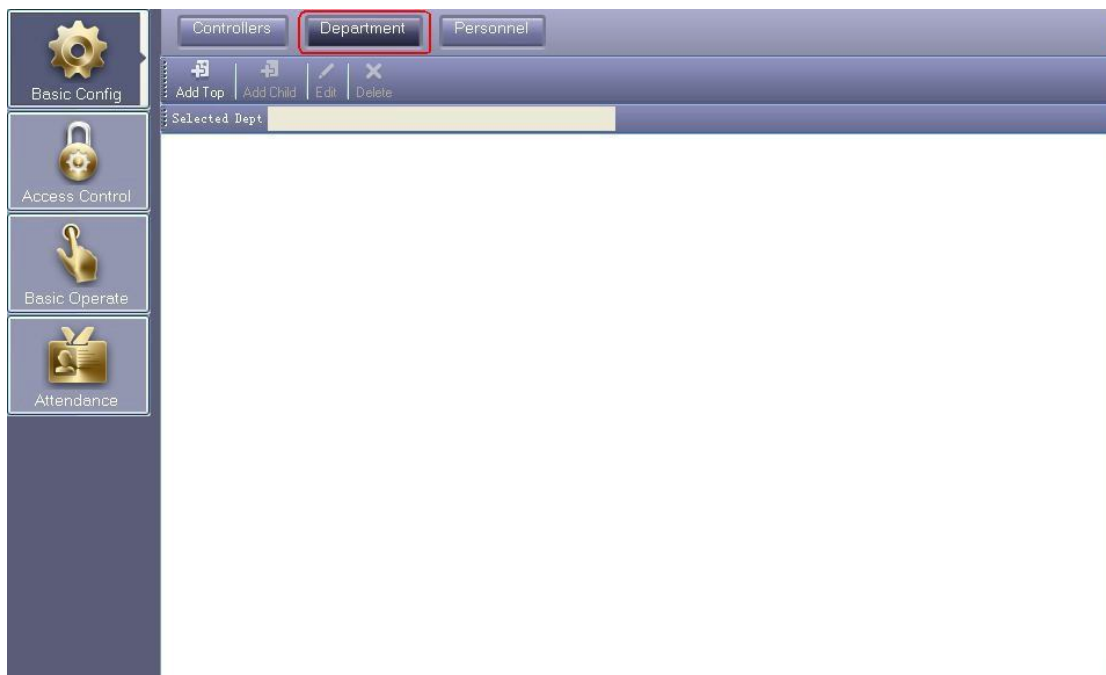 Controllers Department Personnel
Add Top Add Child Edit Delete
Selected Dept
Basic Config
Access Control
Basic Operate
Attendance